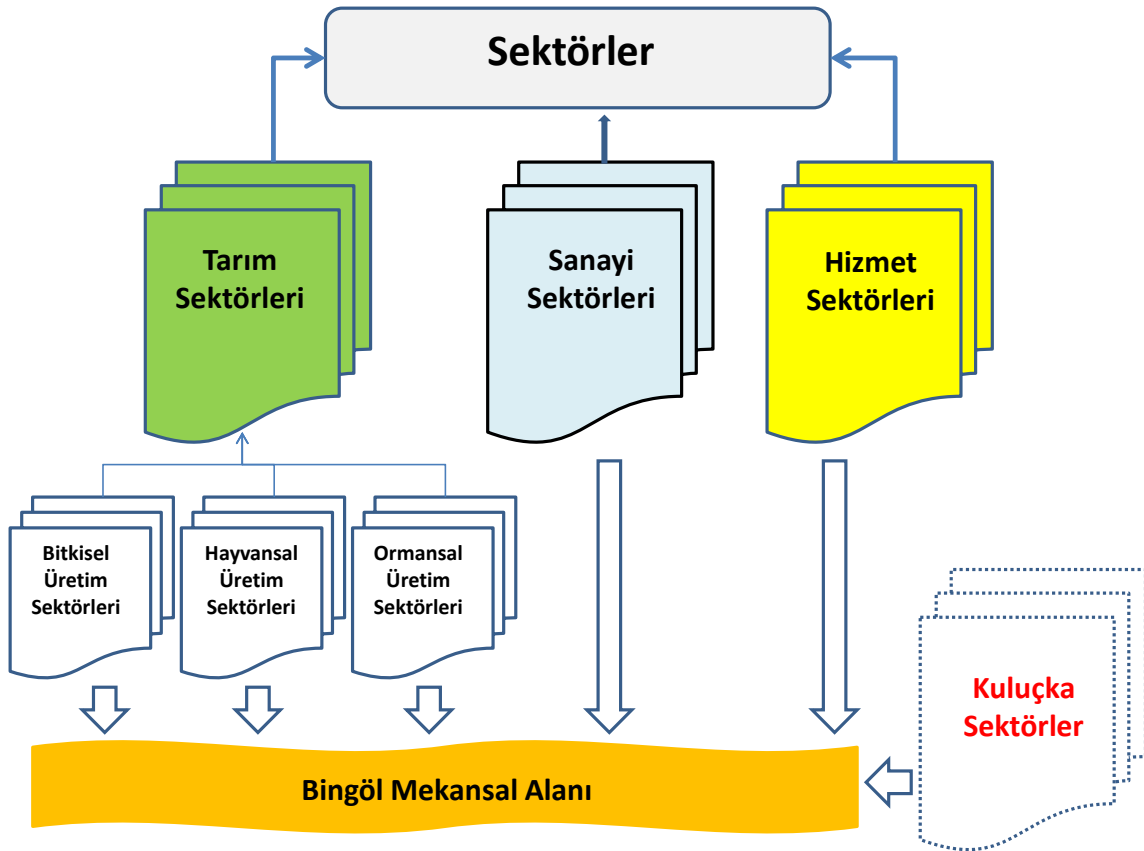 Sektörler
Tarım
Sektörleri
Sanayi
Sektörleri
Hizmet
Sektörleri
Bitkisel
Üretim
Sektörleri
Hayvansal
Üretim
Sektörleri
Ormansal
Üretim
Sektörleri
Kuluçka
Sektörler
Bingöl Mekansal Alanı